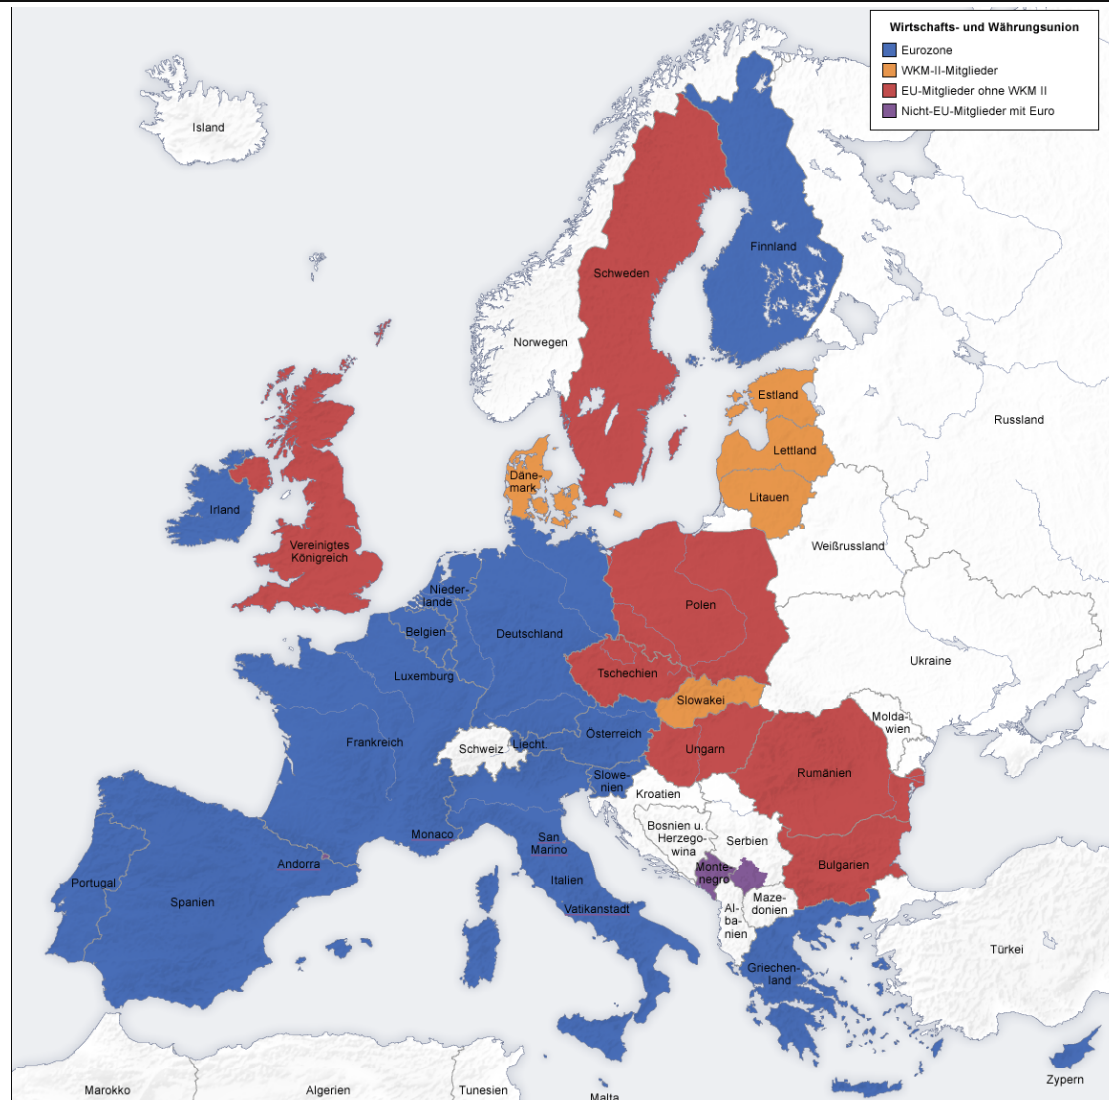 Wirtschafts- und Währungsunion
Eurozone
WKM-II-Mitglieder
EU-Mitglieder ohne WKM II
Nicht-EU-Mitglieder mit Euro
Island
Finnland
Schweden
Norwegen
Estland
Russland
Lettland
Däne-
mark
Litauen
Irland
Vereinigtes
Königreich
Weißrussland
Nieder-
lande
Polen
Belgien
Deutschland
Ukraine
Tschechien
Luxemburg
Slowakei
Molda-
wien
Österreich
Frankreich
Schweiz
Liecht.
Ungarn
Rumänien
Slowe-
nien
Kroatien
Bosnien u.
Herzego-
wina
Serbien
Monaco
San
Marino
Andorra
Monte-
negro
Bulgarien
Italien
Portugal
Spanien
Vatikanstadt
Maze-
donien
Al-
ba-
nien
Türkei
Griechen-
land
Zypern
Marokko
Algerien
Tunesien
Malta